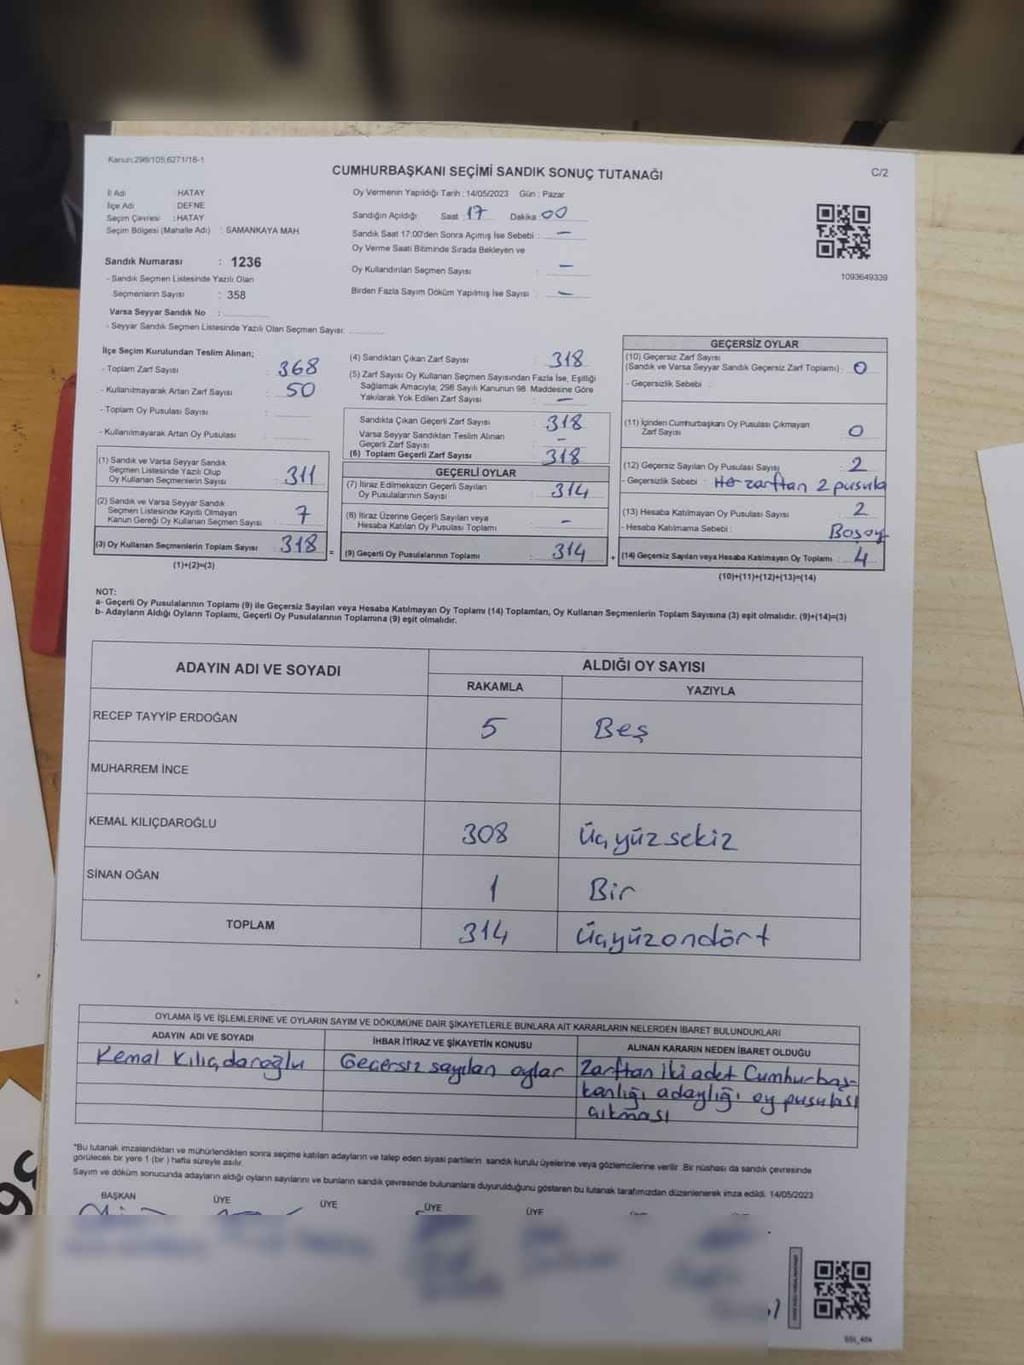 Kanun:298/105;6271/16-1
CUMHURBAŞKANI SEÇİMİ SANDIK SONUÇ TUTANAĞI
C/2
İl Adı : HATAY
İlçe Adı : DEFNE
Seçim Çevresi : HATAY
Seçim Bölgesi (Mahalle Adı) : SAMANKAYA MAH
Sandık Numarası : 1236
- Sandık Seçmen Listesinde Yazılı Olan
Seçmenlerin Sayısı : 358
Varsa Seyyar Sandık No :
- Seyyar Sandık Seçmen Listesinde Yazılı Olan Seçmen Sayısı:
Oy Vermenin Yapıldığı Tarih : 14/05/2023 Gün : Pazar
Sandığın Açıldığı Saat : 17 Dakika 00
Sandık Saat 17:00'den Sonra Açılmış İse Sebebi : —
Oy Verme Saati Bitiminde Sırada Bekleyen ve
Oy Kullandırılan Seçmen Sayısı : —
Birden Fazla Sayım Döküm Yapılmış İse Sayısı : —
1093649339
İlçe Seçim Kurulundan Teslim Alınan;
- Toplam Zarf Sayısı : 368
- Kullanılmayarak Artan Zarf Sayısı : 50
- Toplam Oy Pusulası Sayısı :
- Kullanılmayarak Artan Oy Pusulası :
(1) Sandık ve Varsa Seyyar Sandık
Seçmen Listesinde Yazılı Olup
Oy Kullanan Seçmenlerin Sayısı : 311
(2) Sandık ve Varsa Seyyar Sandık
Seçmen Listesinde Kayıtlı Olmayan
Kanun Gereği Oy Kullanan Seçmen Sayısı : 7
(3) Oy Kullanan Seçmenlerin Toplam Sayısı : 318
(1)+(2)=(3)
=
(4) Sandıktan Çıkan Zarf Sayısı : 318
(5) Zarf Sayısı Oy Kullanan Seçmen Sayısından Fazla İse, Eşitliği
Sağlamak Amacıyla; 298 Sayılı Kanunun 98. Maddesine Göre
Yakılarak Yok Edilen Zarf Sayısı : —
Sandıkta Çıkan Geçerli Zarf Sayısı : 318
Varsa Seyyar Sandıktan Teslim Alınan
Geçerli Zarf Sayısı : —
(6) Toplam Geçerli Zarf Sayısı : 318
GEÇERLİ OYLAR
(7) İtiraz Edilmeksizin Geçerli Sayılan
Oy Pusulalarının Sayısı : 314
(8) İtiraz Üzerine Geçerli Sayılan veya
Hesaba Katılan Oy Pusulası Toplamı : —
(9) Geçerli Oy Pusulalarının Toplamı : 314
+
GEÇERSİZ OYLAR
(10) Geçersiz Zarf Sayısı
(Sandık ve Varsa Seyyar Sandık Geçersiz Zarf Toplamı) : 0
- Geçersizlik Sebebi :
(11) İçinden Cumhurbaşkanı Oy Pusulası Çıkmayan
Zarf Sayısı : 0
(12) Geçersiz Sayılan Oy Pusulası Sayısı : 2
- Geçersizlik Sebebi : Her zarftan 2 pusula
(13) Hesaba Katılmayan Oy Pusulası Sayısı : 2
- Hesaba Katılmama Sebebi : Boş oy
(14) Geçersiz Sayılan veya Hesaba Katılmayan Oy Toplamı : 4
(10)+(11)+(12)+(13)=(14)
NOT:
a- Geçerli Oy Pusulalarının Toplamı (9) ile Geçersiz Sayılan veya Hesaba Katılmayan Oy Toplamı (14) Toplamları, Oy Kullanan Seçmenlerin Toplam Sayısına (3) eşit olmalıdır. (9)+(14)=(3)
b- Adayların Aldığı Oyların Toplamı, Geçerli Oy Pusulalarının Toplamına (9) eşit olmalıdır.
ADAYIN ADI VE SOYADI
ALDIĞI OY SAYISI
RAKAMLA YAZIYLA
RECEP TAYYİP ERDOĞAN 5 Beş
MUHARREM İNCE
KEMAL KILIÇDAROĞLU 308 Üçyüzsekiz
SİNAN OĞAN 1 Bir
TOPLAM 314 Üçyüzondört
OYLAMA İŞ VE İŞLEMLERİNE VE OYLARIN SAYIM VE DÖKÜMÜNE DAİR ŞİKAYETLERLE BUNLARA AİT KARARLARIN NELERDEN İBARET BULUNDUKLARI
ADAYIN ADI VE SOYADI İHBAR İTİRAZ VE ŞİKAYETİN KONUSU ALINAN KARARIN NEDEN İBARET OLDUĞU
Kemal Kılıçdaroğlu Geçersiz sayılan oylar Zarftan iki adet Cumhurbaş-
kanlığı adaylığı oy pusulası
çıkması
"Bu tutanak imzalandıktan ve mühürlendikten sonra seçime katılan adayların ve talep eden siyasi partilerin sandık kurulu üyelerine veya gözlemcilerine verilir. Bir nüshası da sandık çevresinde
görülecek bir yere 1 (bir ) hafta süreyle asılır.
Sayım ve döküm sonucunda adayların aldığı oyların sayılarını ve bunların sandık çevresinde bulunanlara duyurulduğunu gösteren bu tutanak tarafımızdan düzenlenerek imza edildi. 14/05/2023
BAŞKAN ÜYE ÜYE ÜYE ÜYE